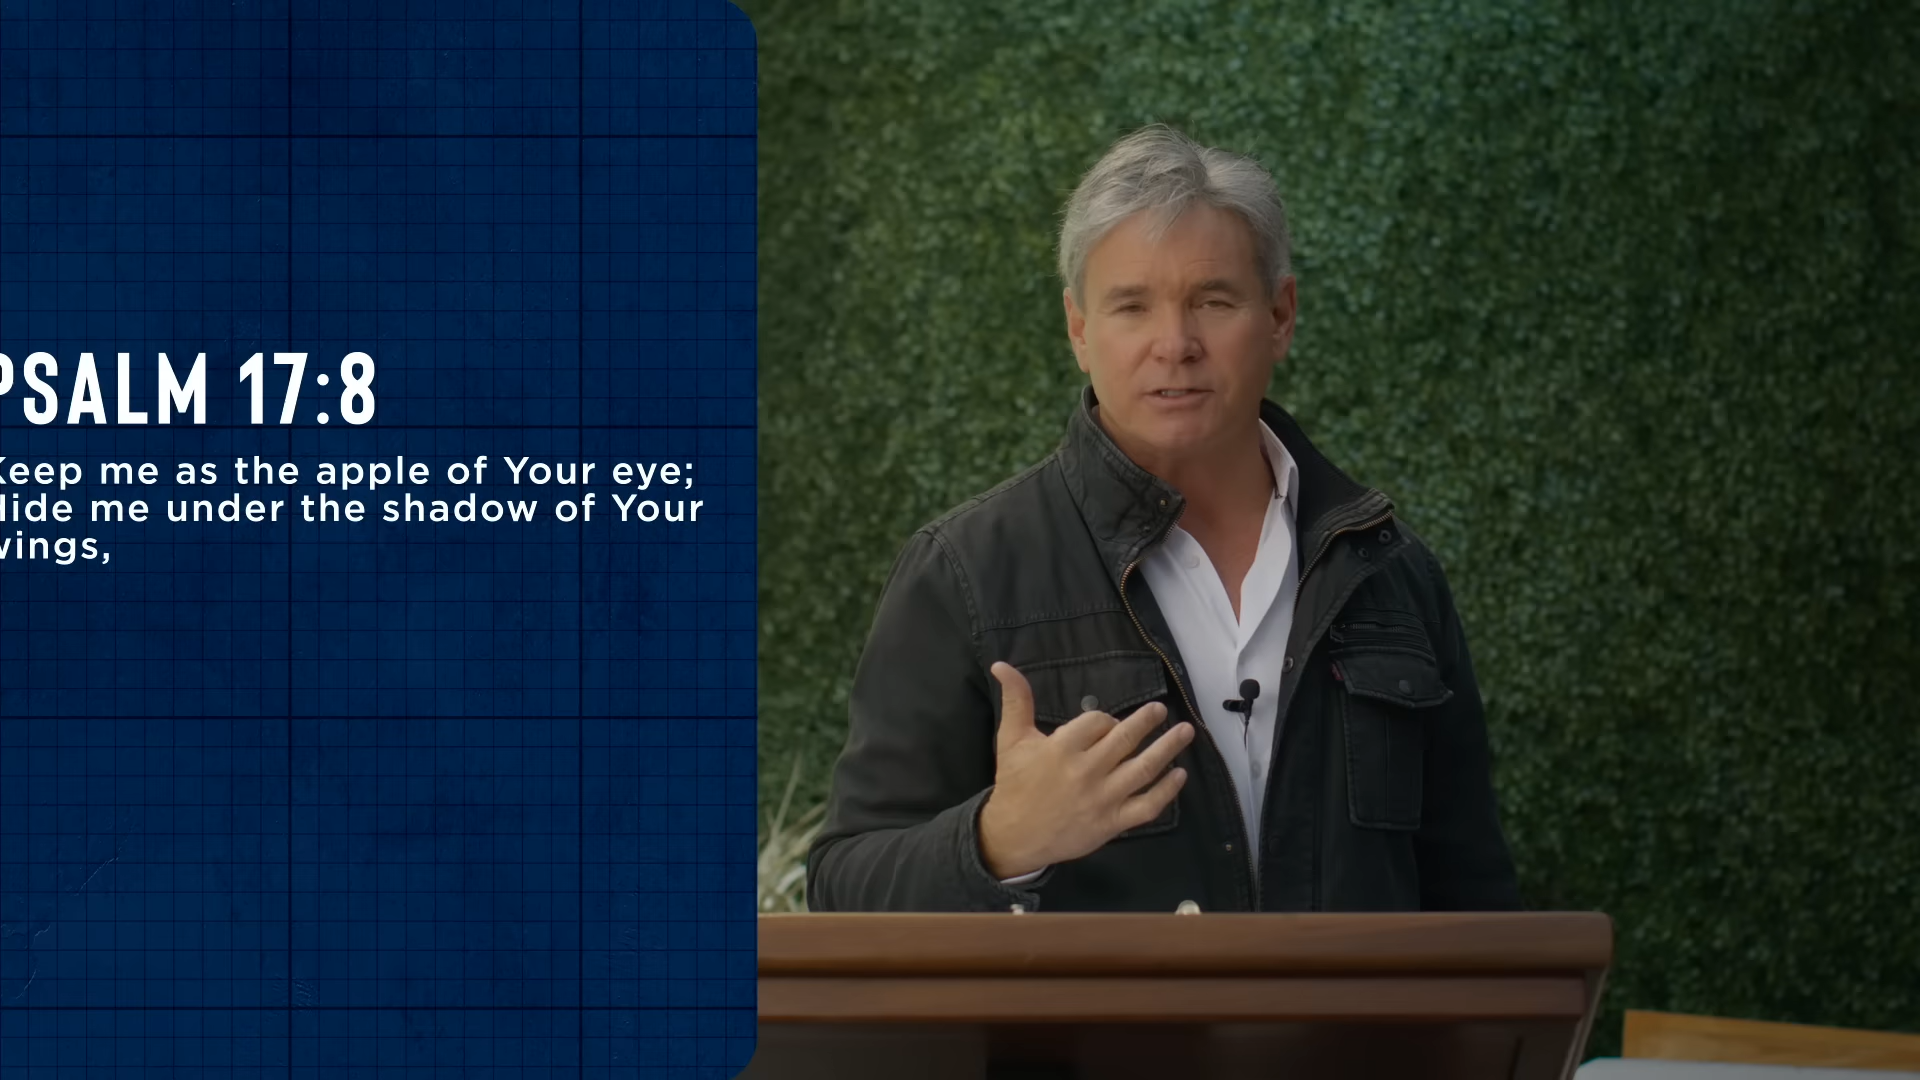 PSALM 17:8
Keep me as the apple of Your eye;
Hide me under the shadow of Your
wings,